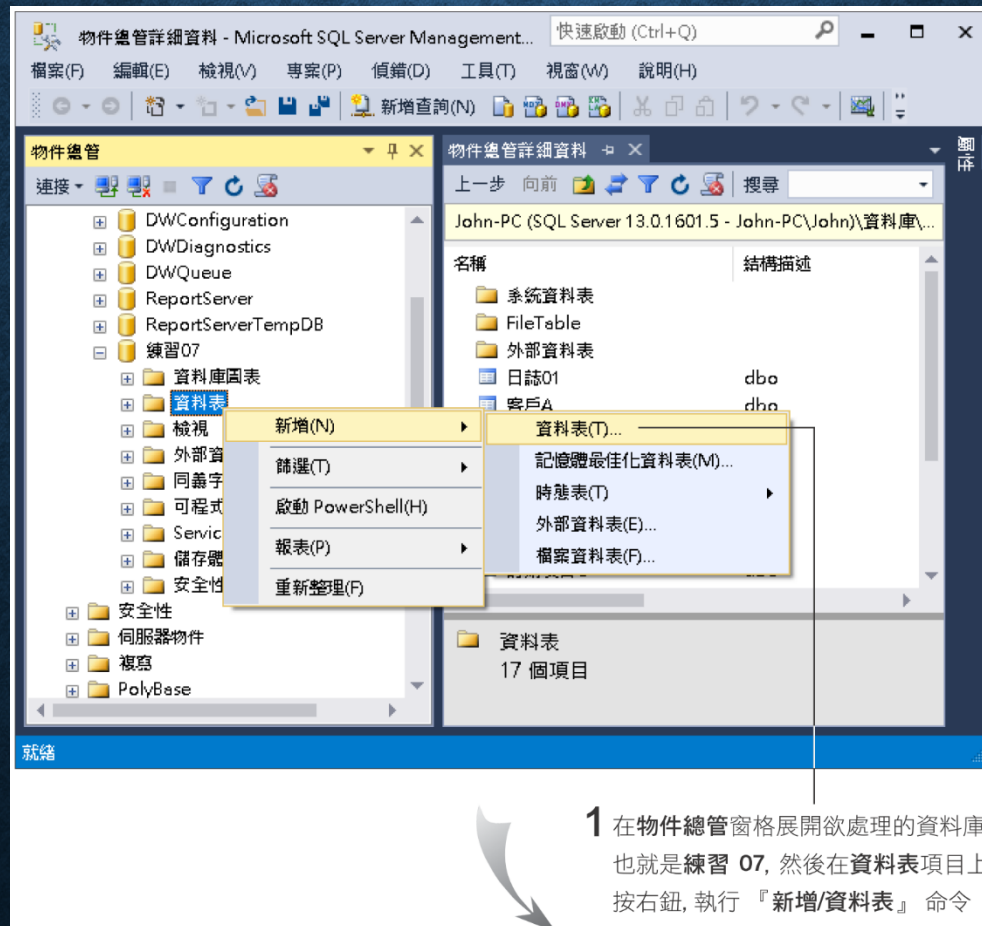 物件總管詳細資料 - Microsoft SQL Server Management...
快速啟動 (Ctrl+Q)
檔案(F) 編輯(E) 檢視(V) 專案(P) 偵錯(D) 工具(T) 視窗(W) 說明(H)
新增查詢(N)
物件總管
連接
DWConfiguration
DWDiagnostics
DWQueue
ReportServer
ReportServerTempDB
練習07
資料庫圖表
資料表
檢視
外部資
同義字
可程式
Servic
儲存體
安全性
安全性
伺服器物件
複寫
PolyBase
新增(N)
篩選(T)
啟動 PowerShell(H)
報表(P)
重新整理(F)
資料表(T)...
記憶體最佳化資料表(M)...
時態表(T)
外部資料表(E)...
檔案資料表(F)...
物件總管詳細資料
上一步 向前 搜尋
John-PC (SQL Server 13.0.1601.5 - John-PC\John)\資料庫\...
名稱 結構描述
系統資料表
FileTable
外部資料表
日誌01 dbo
客戶A dbo
資料表
17 個項目
屬性
就緒
1 在物件總管窗格展開欲處理的資料庫
也就是練習 07, 然後在資料表項目上
按右鈕, 執行 『新增/資料表』 命令